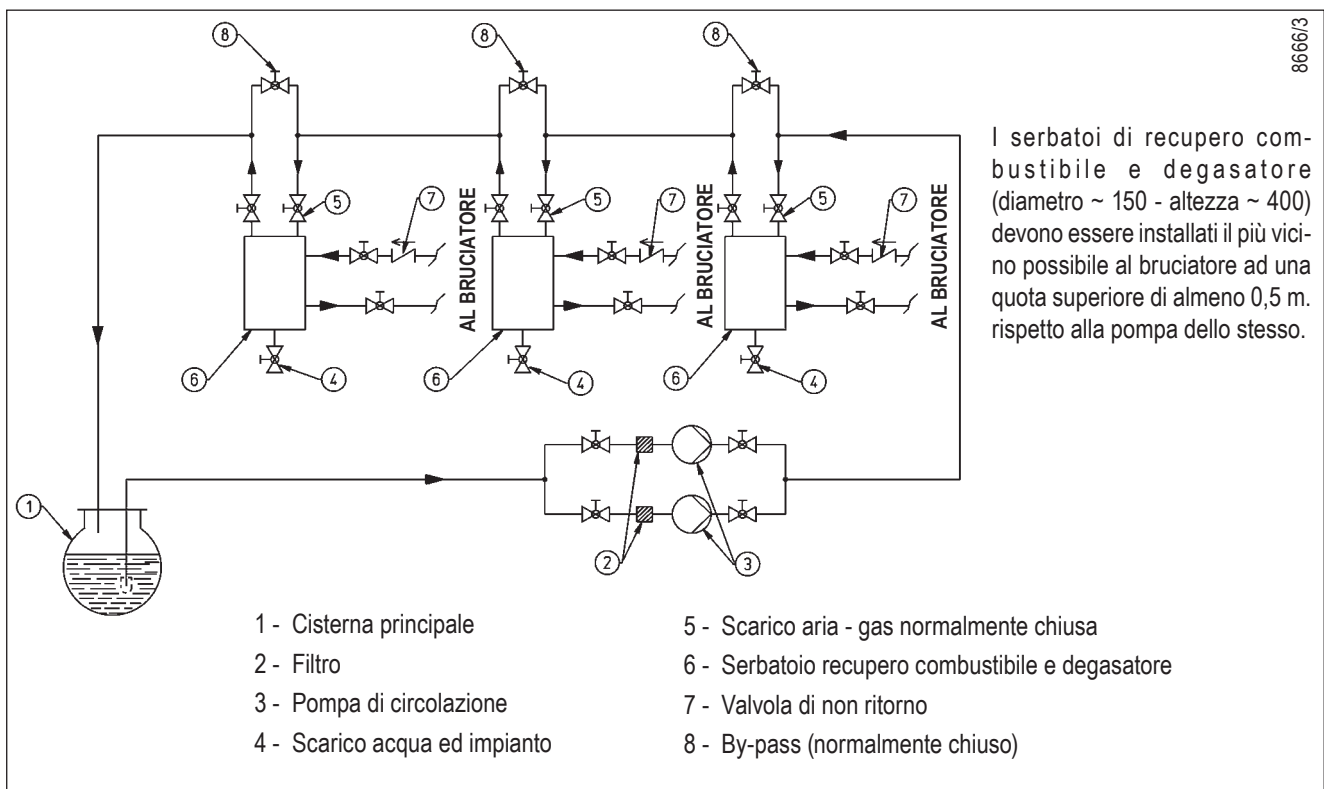 8666/3
8
8
8
I serbatoi di recupero com-
bustibile e degasatore
(diametro ~ 150 - altezza ~ 400)
devono essere installati il più vici-
no possibile al bruciatore ad una
quota superiore di almeno 0,5 m.
rispetto alla pompa dello stesso.
5
7
AL BRUCIATORE
5
7
AL BRUCIATORE
5
7
AL BRUCIATORE
6
4
6
4
6
4
1
2
3
1 - Cisterna principale
2 - Filtro
3 - Pompa di circolazione
4 - Scarico acqua ed impianto
5 - Scarico aria - gas normalmente chiusa
6 - Serbatoio recupero combustibile e degasatore
7 - Valvola di non ritorno
8 - By-pass (normalmente chiuso)